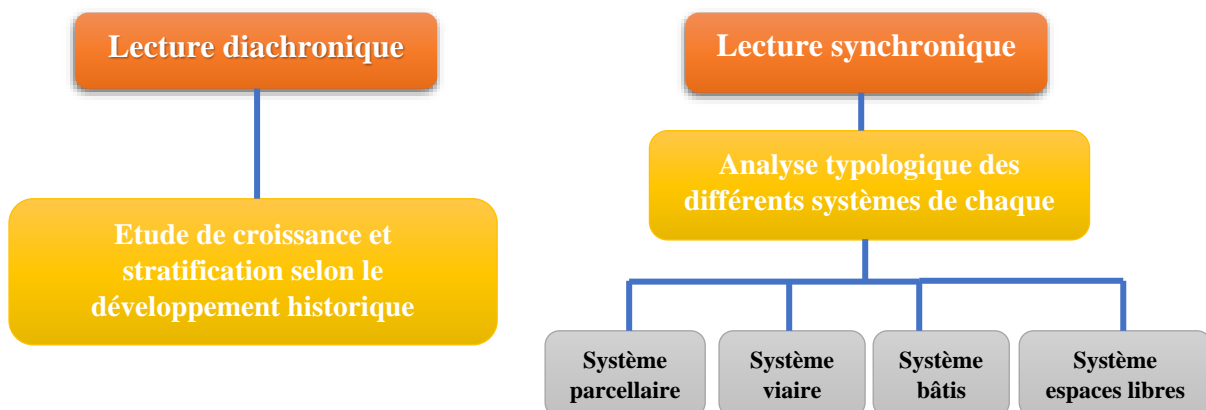 Lecture diachronique
Etude de croissance et
stratification selon le
développement historique
Lecture synchronique
Analyse typologique des
différents systèmes de chaque
Système
parcellaire
Système
viaire
Système
bâtis
Système
espaces libres